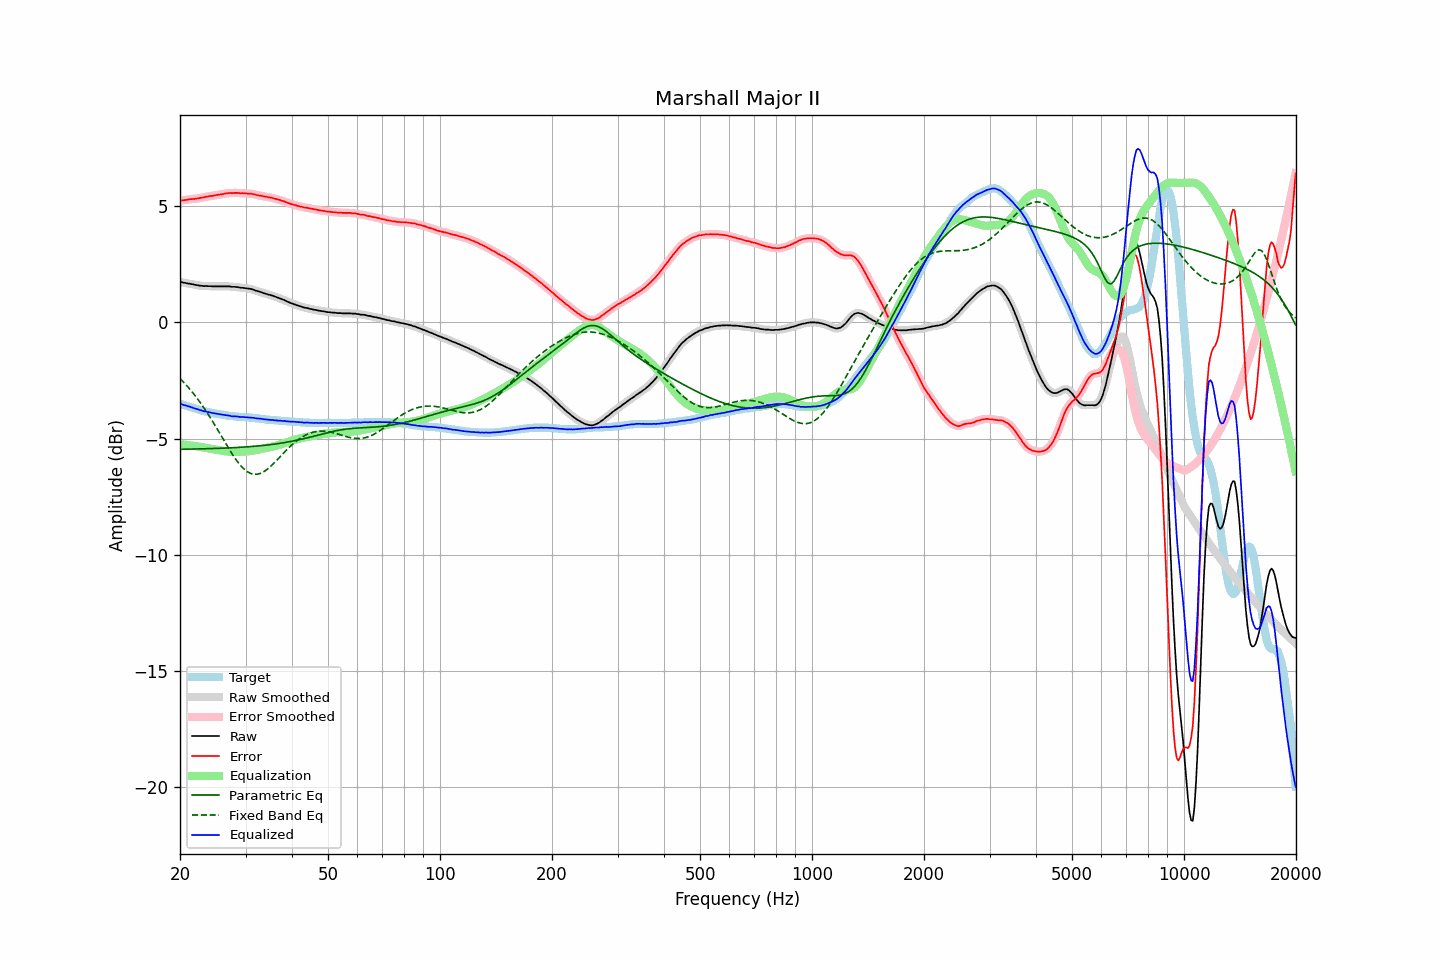 Marshall Major II
5
0
−5
−10
−15
−20
Amplitude (dBr)
Target
Raw Smoothed
Error Smoothed
Raw
Error
Equalization
Parametric Eq
Fixed Band Eq
Equalized
20 50 100 200 500 1000 2000 5000 10000 20000
Frequency (Hz)